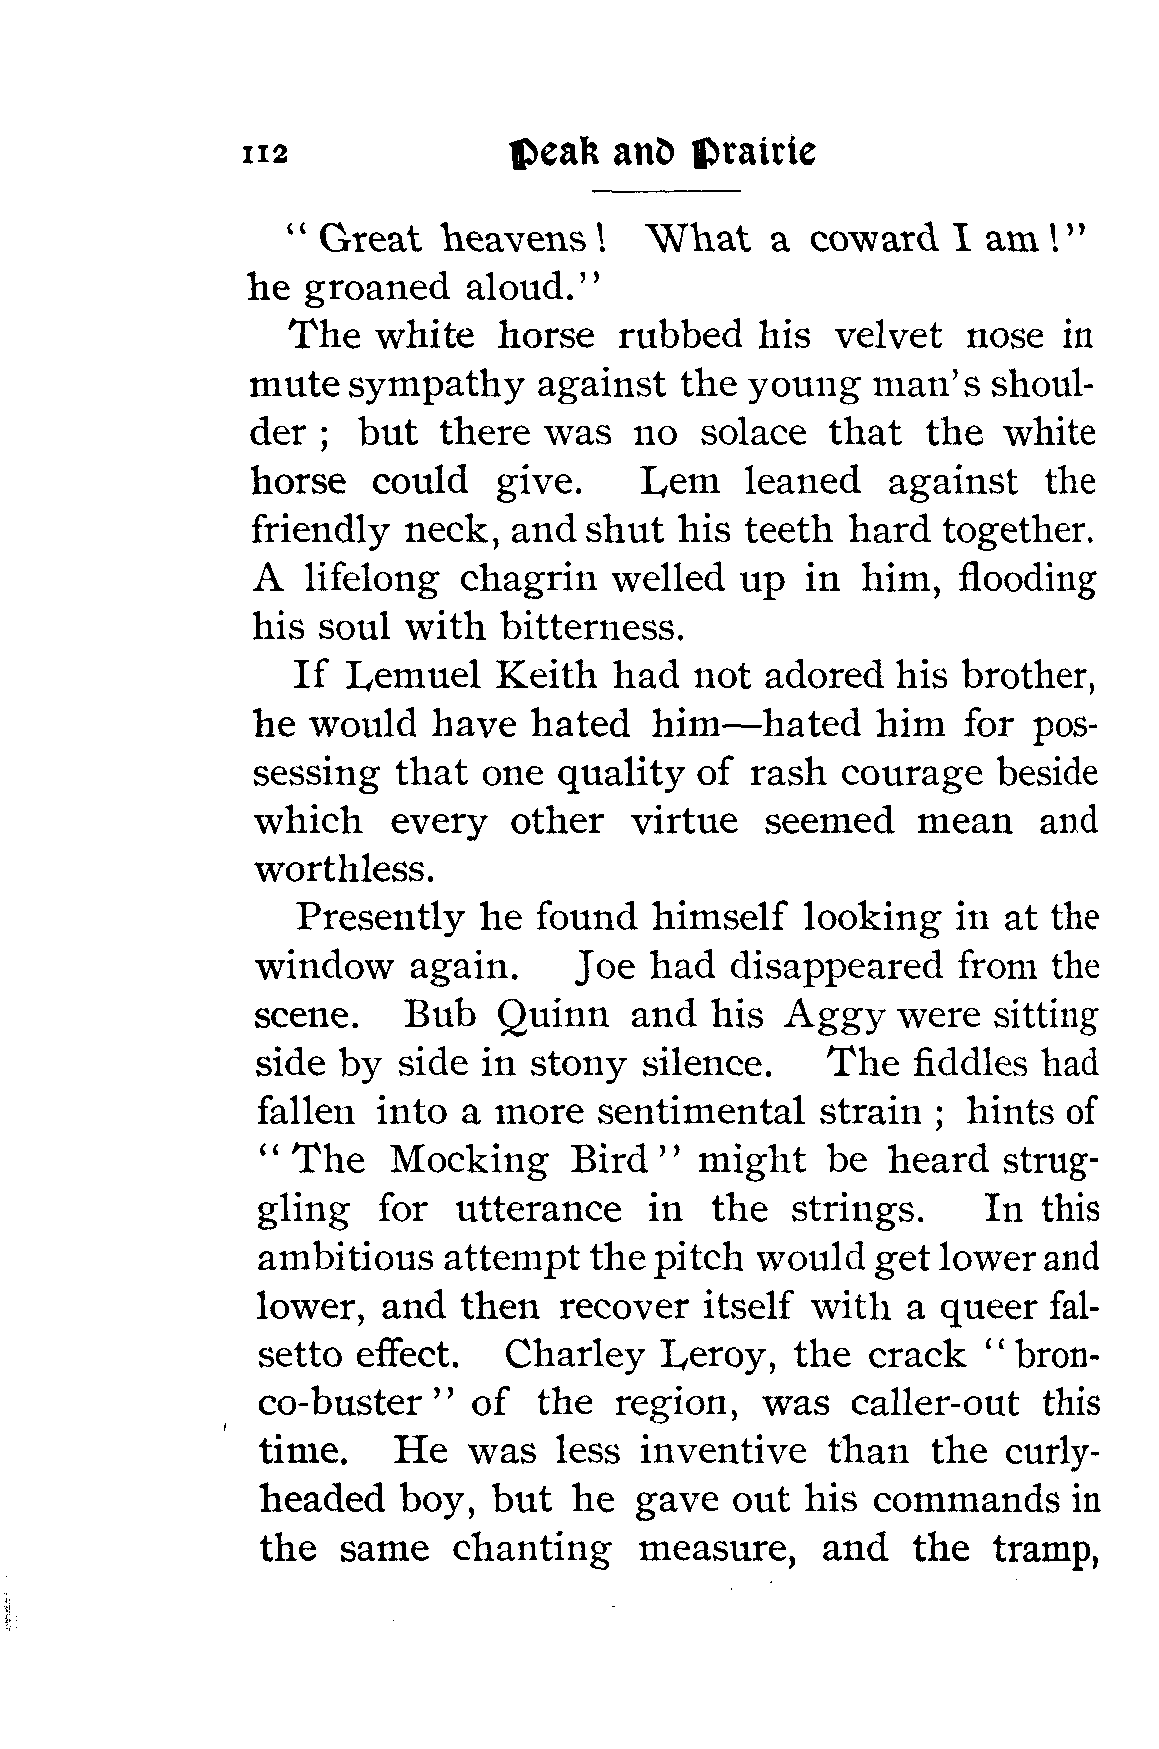 112 Peak and Prairie
“ Great heavens ! What a coward I am ! ”
he groaned aloud.”
The white horse rubbed his velvet nose in
mute sympathy against the young man’s shoul-
der ; but there was no solace that the white
horse could give. Lem leaned against the
friendly neck, and shut his teeth hard together.
A lifelong chagrin welled up in him, flooding
his soul with bitterness.
If Lemuel Keith had not adored his brother,
he would have hated him—hated him for pos-
sessing that one quality of rash courage beside
which every other virtue seemed mean and
worthless.
Presently he found himself looking in at the
window again. Joe had disappeared from the
scene. Bub Quinn and his Aggy were sitting
side by side in stony silence. The fiddles had
fallen into a more sentimental strain ; hints of
“ The Mocking Bird ” might be heard strug-
gling for utterance in the strings. In this
ambitious attempt the pitch would get lower and
lower, and then recover itself with a queer fal-
setto effect. Charley Leroy, the crack “ bron-
co-buster ” of the region, was caller-out this
time. He was less inventive than the curly-
headed boy, but he gave out his commands in
the same chanting measure, and the tramp,